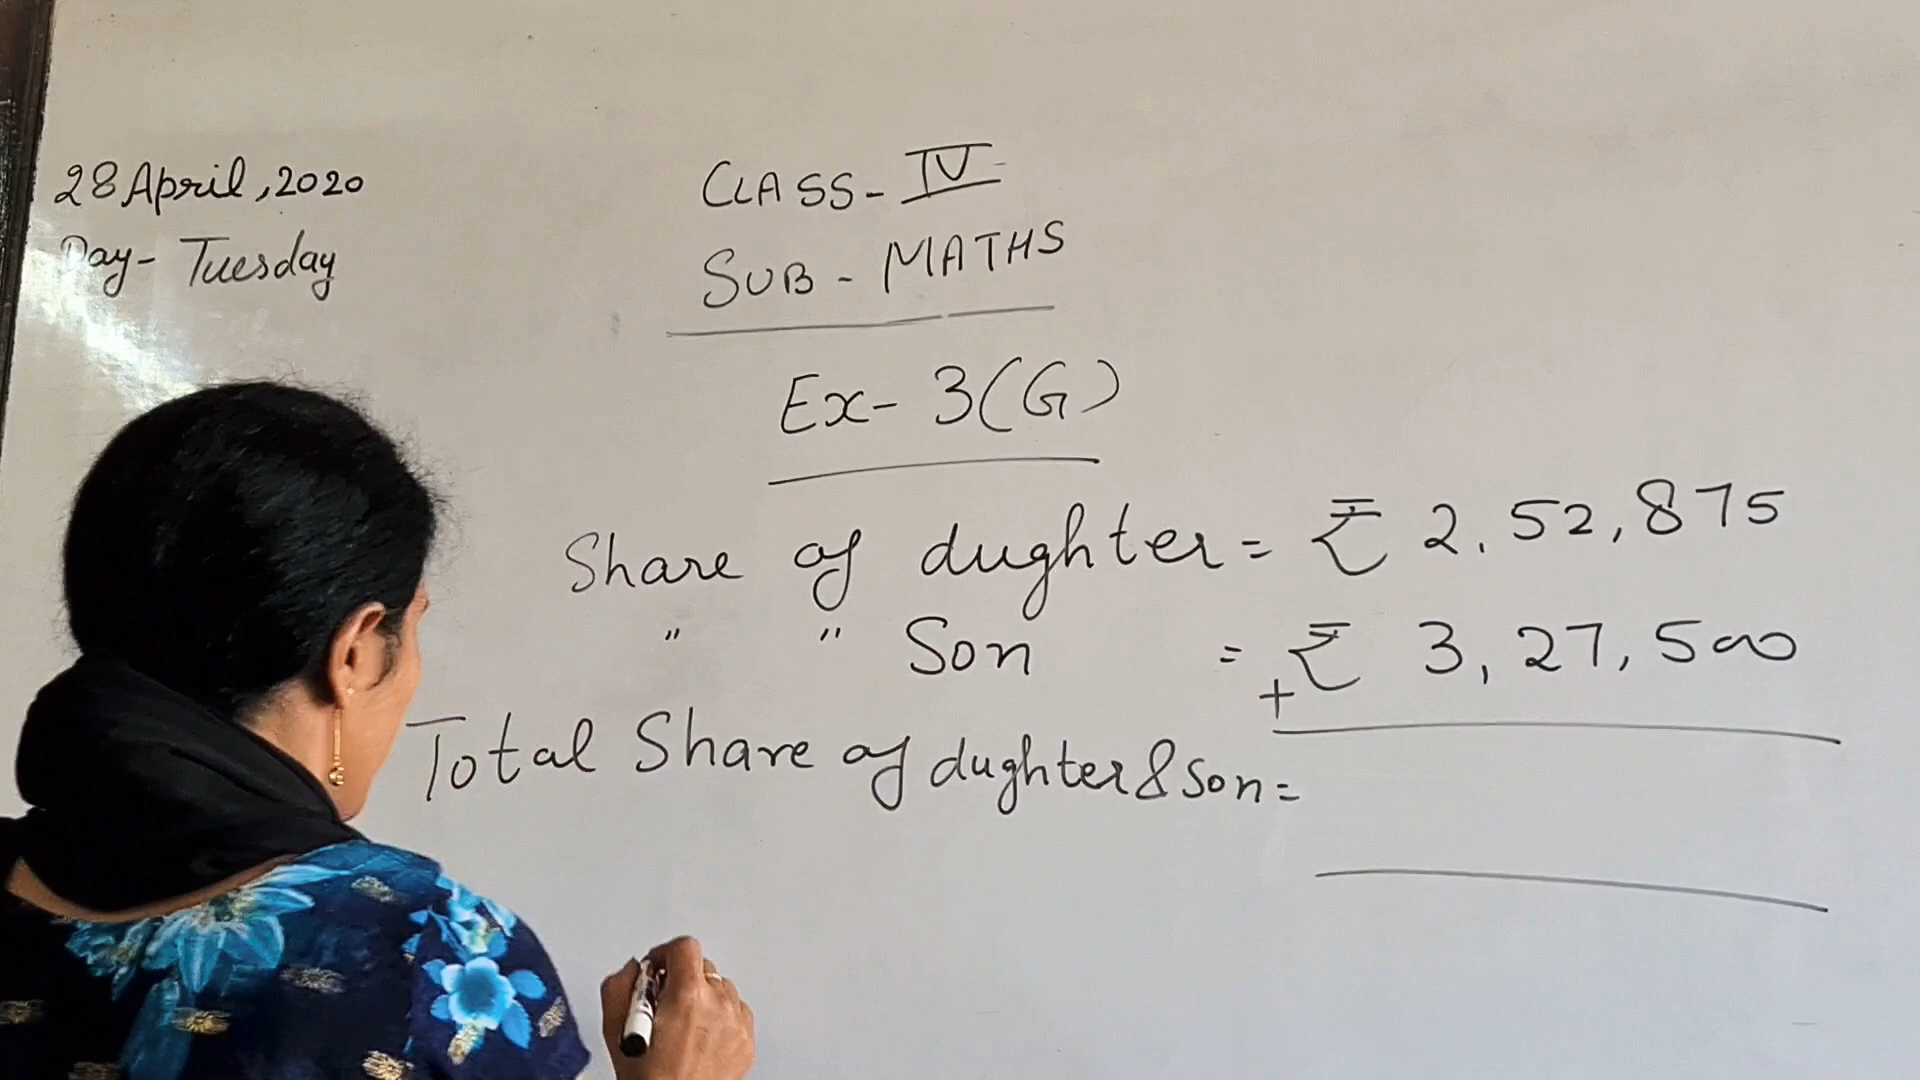 28 April, 2020
Day- Tuesday
CLASS- IV
SUB - MATHS
Ex- 3(G)
Share of dughter = ₹ 2,52,875
" " Son = ₹ 3,27,500
+
Total Share of dughter & Son =